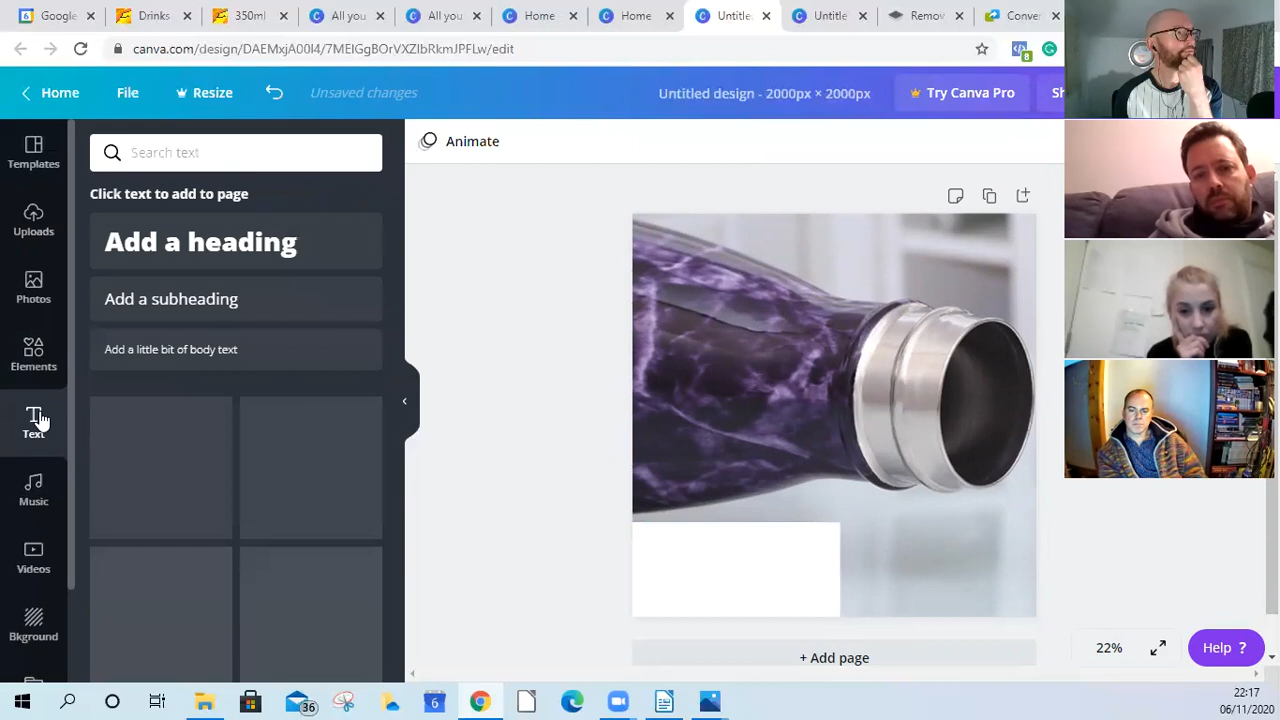 Google
Drinks
350ml
All you
All you
Home
Home
Untitle
Untitle
Remov
Conver
canva.com/design/DAEMxjA00I4/7MEIGgBOrVXZIbRkmJPFLw/edit
8
Home
File
Resize
Unsaved changes
Untitled design - 2000px × 2000px
Try Canva Pro
Sh
Templates
Uploads
Photos
Elements
Text
Music
Videos
Bkground
Search text
Click text to add to page
Add a heading
Add a subheading
Add a little bit of body text
Animate
+ Add page
22%
Help ?
36
6
22:17
06/11/2020